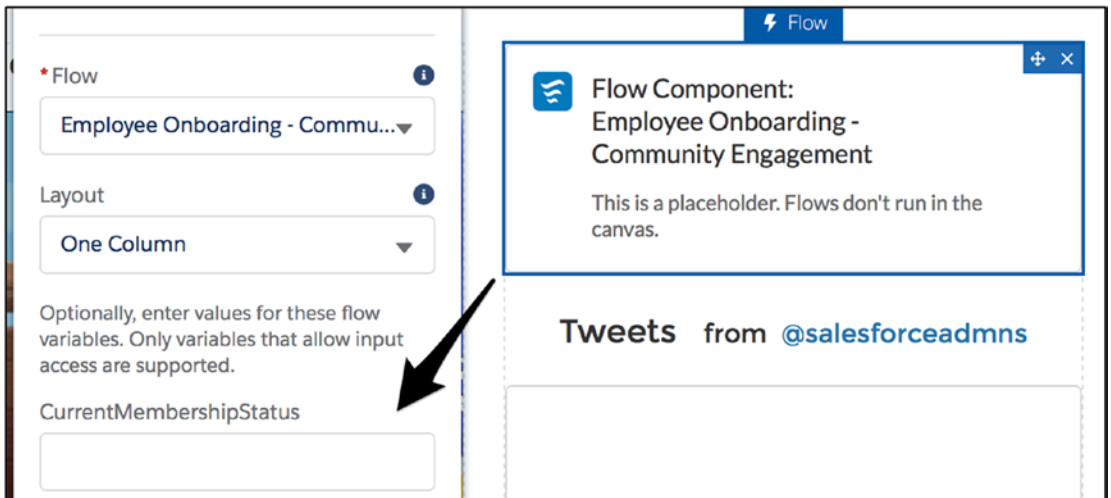 * Flow
Employee Onboarding - Commu...
Layout
One Column
Optionally, enter values for these flow
variables. Only variables that allow input
access are supported.
CurrentMembershipStatus
Flow
Flow Component:
Employee Onboarding -
Community Engagement
This is a placeholder. Flows don't run in the
canvas.
Tweets from @salesforceadmns